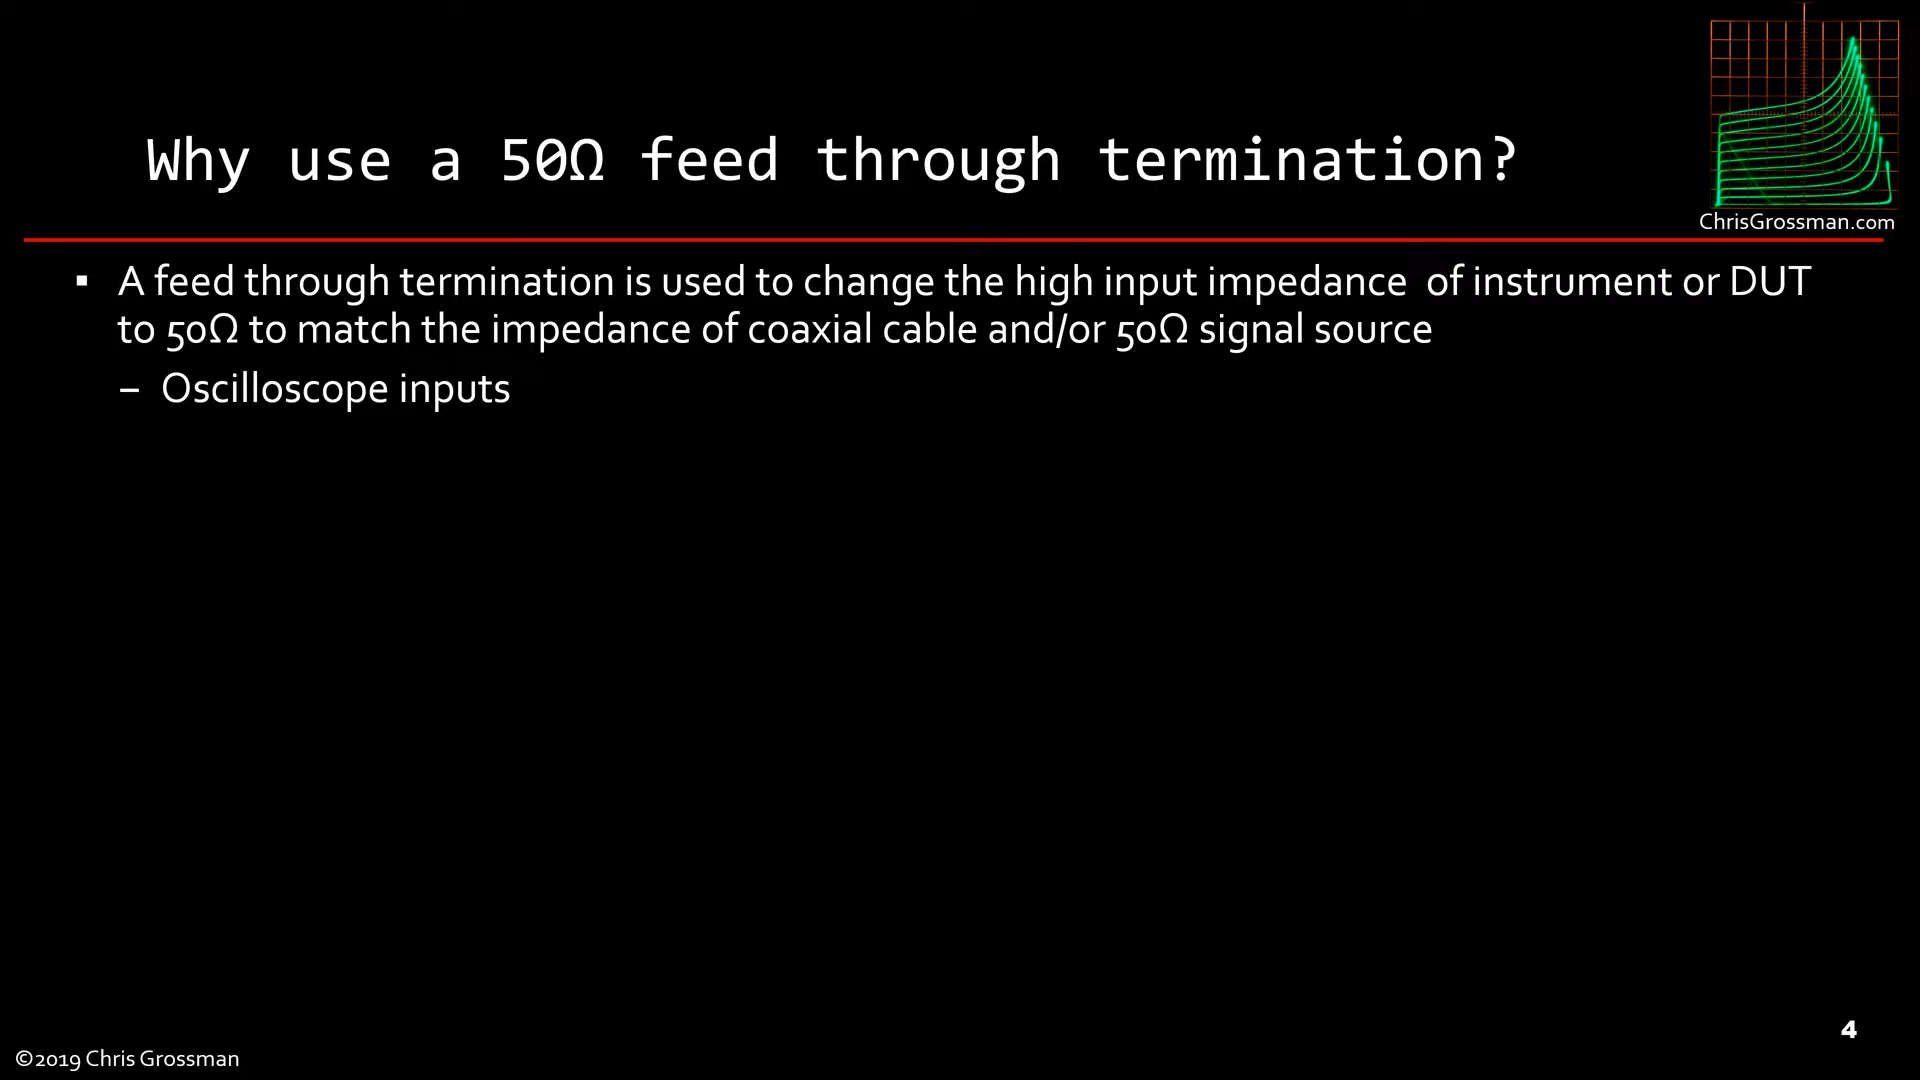 Why use a 50Ω feed through termination?
ChrisGrossman.com
▪ A feed through termination is used to change the high input impedance  of instrument or DUT
to 50Ω to match the impedance of coaxial cable and/or 50Ω signal source
– Oscilloscope inputs
4
©2019 Chris Grossman